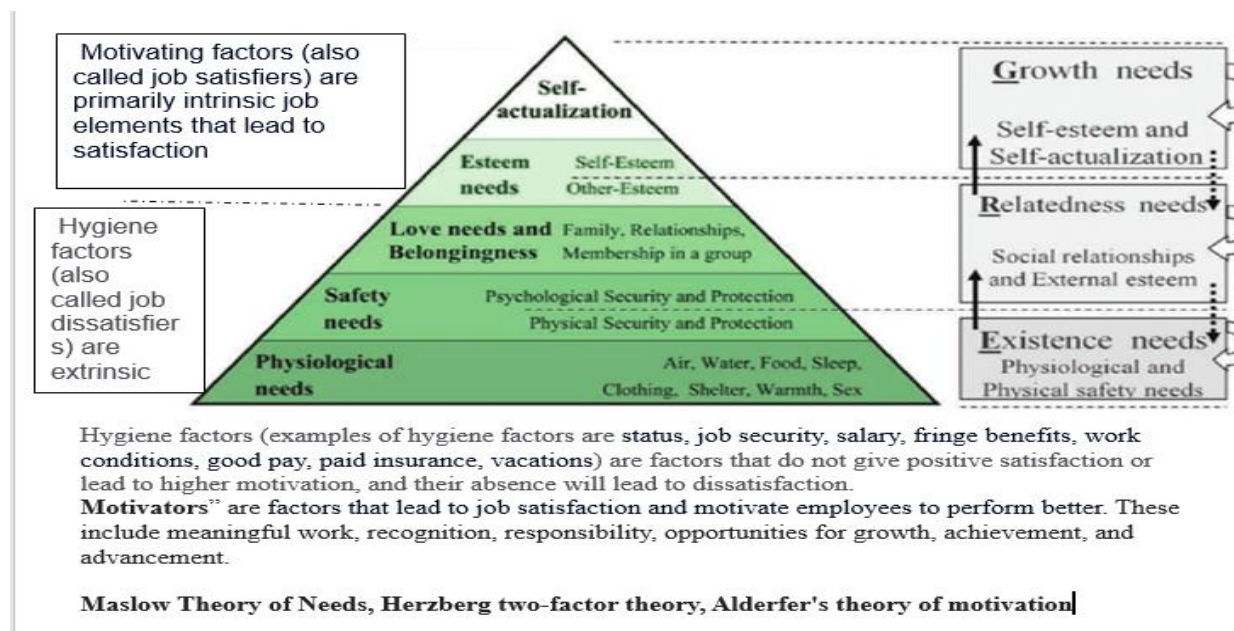 Motivating factors (also
called job satisfiers) are
primarily intrinsic job
elements that lead to
satisfaction
Hygiene
factors
(also
called job
dissatisfier
s) are
extrinsic
Self-
actualization
Esteem
needs
Self-Esteem
Other-Esteem
Love needs and
Belongingness
Family, Relationships,
Membership in a group
Safety
needs
Psychological Security and Protection
Physical Security and Protection
Physiological
needs
Air, Water, Food, Sleep,
Clothing, Shelter, Warmth, Sex
Growth needs
Self-esteem and
Self-actualization
Relatedness needs
Social relationships
and External esteem
Existence needs
Physiological and
Physical safety needs
Hygiene factors (examples of hygiene factors are status, job security, salary, fringe benefits, work
conditions, good pay, paid insurance, vacations) are factors that do not give positive satisfaction or
lead to higher motivation, and their absence will lead to dissatisfaction.
Motivators” are factors that lead to job satisfaction and motivate employees to perform better. These
include meaningful work, recognition, responsibility, opportunities for growth, achievement, and
advancement.
Maslow Theory of Needs, Herzberg two-factor theory, Alderfer's theory of motivation